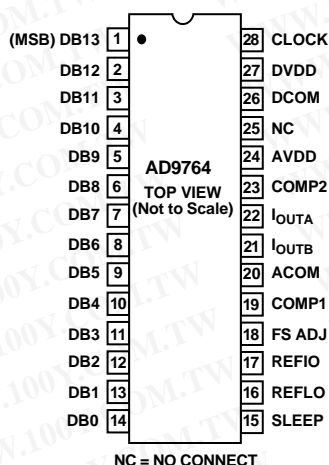 (MSB) DB13 1 28 CLOCK
DB12 2 27 DVDD
DB11 3 26 DCOM
DB10 4 25 NC
DB9 5 24 AVDD
DB8 6 23 COMP2
DB7 7 22 IOUTA
DB6 8 21 IOUTB
DB5 9 20 ACOM
DB4 10 19 COMP1
DB3 11 18 FS ADJ
DB2 12 17 REFIO
DB1 13 16 REFLO
DB0 14 15 SLEEP
AD9764
TOP VIEW
(Not to Scale)
NC = NO CONNECT